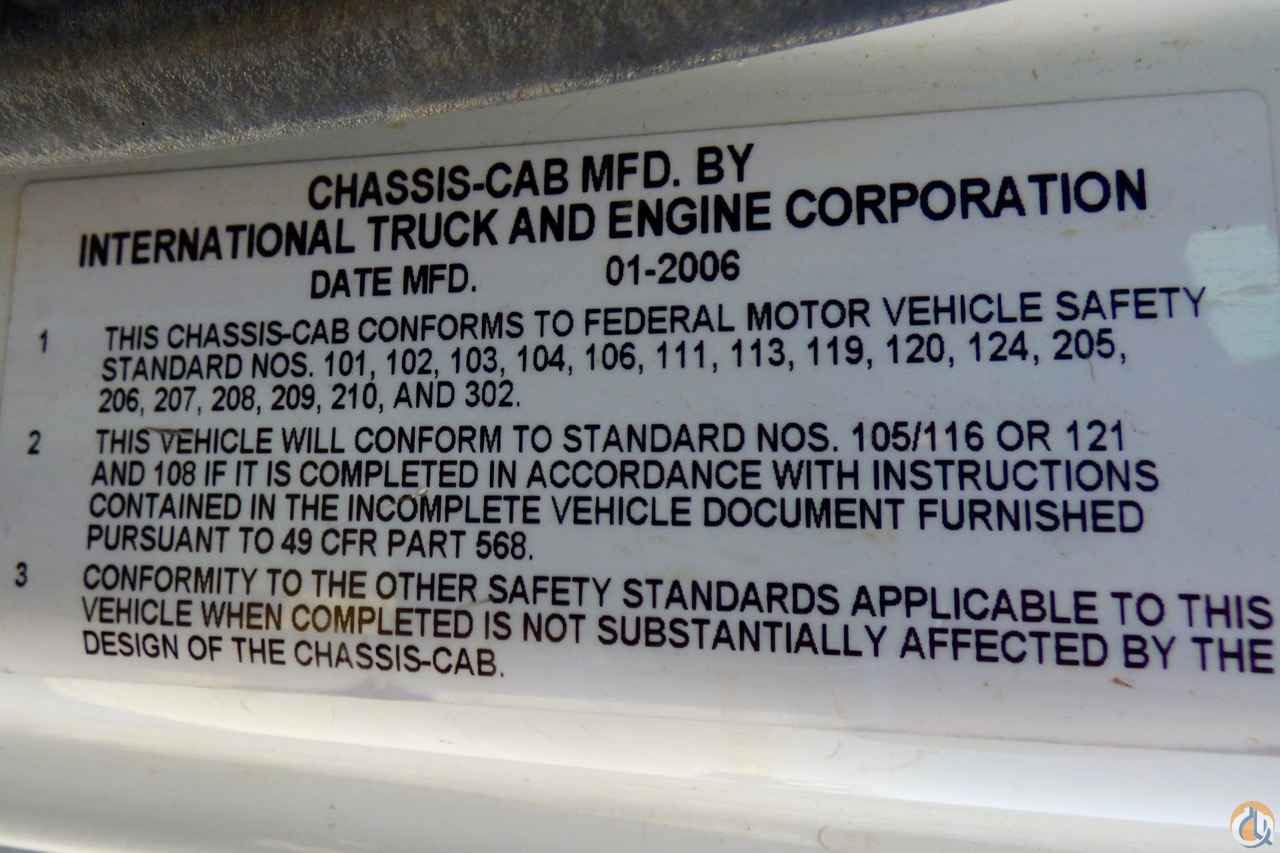 CHASSIS-CAB MFD. BY
INTERNATIONAL TRUCK AND ENGINE CORPORATION
DATE MFD. 01-2006
1 THIS CHASSIS-CAB CONFORMS TO FEDERAL MOTOR VEHICLE SAFETY
STANDARD NOS. 101, 102, 103, 104, 106, 111, 113, 119, 120, 124, 205,
206, 207, 208, 209, 210, AND 302.
2 THIS VEHICLE WILL CONFORM TO STANDARD NOS. 105/116 OR 121
AND 108 IF IT IS COMPLETED IN ACCORDANCE WITH INSTRUCTIONS
CONTAINED IN THE INCOMPLETE VEHICLE DOCUMENT FURNISHED
PURSUANT TO 49 CFR PART 568.
3 CONFORMITY TO THE OTHER SAFETY STANDARDS APPLICABLE TO THIS
VEHICLE WHEN COMPLETED IS NOT SUBSTANTIALLY AFFECTED BY THE
DESIGN OF THE CHASSIS-CAB.